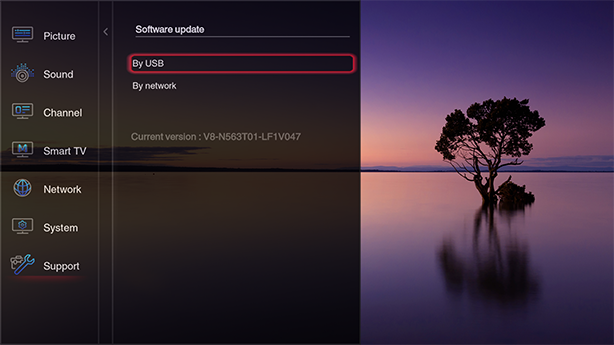 Picture
Sound
Channel
Smart TV
Network
System
Support
Software update
By USB
By network
Current version : V8-N563T01-LF1V047